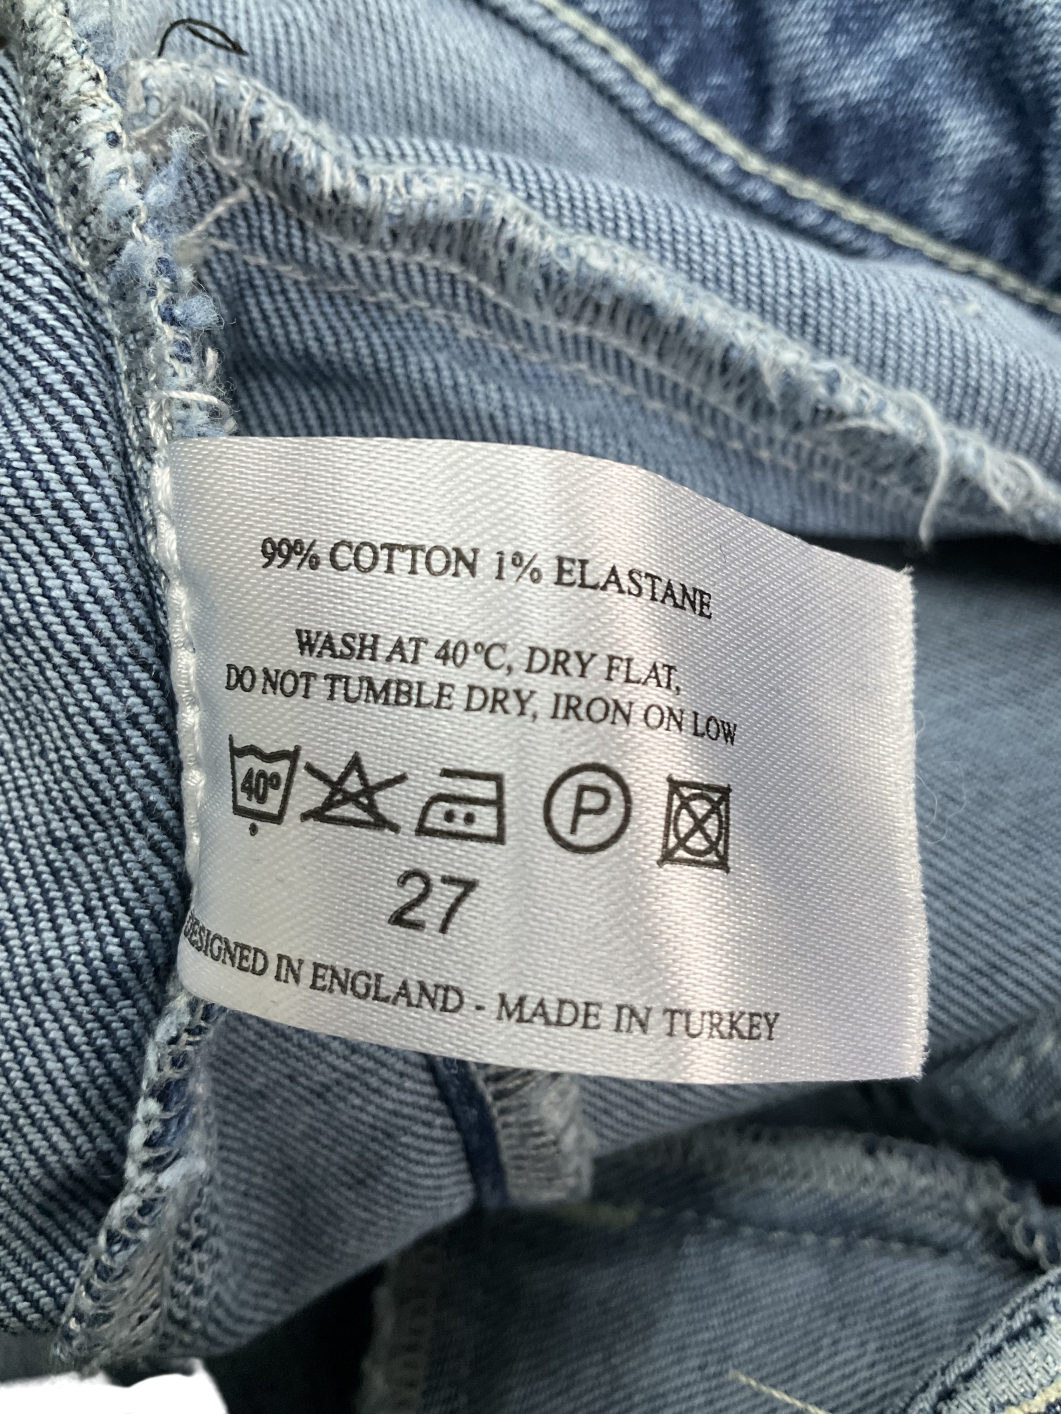 99% COTTON 1% ELASTANE
WASH AT 40°C, DRY FLAT,
DO NOT TUMBLE DRY, IRON ON LOW
40° P
27
DESIGNED IN ENGLAND - MADE IN TURKEY